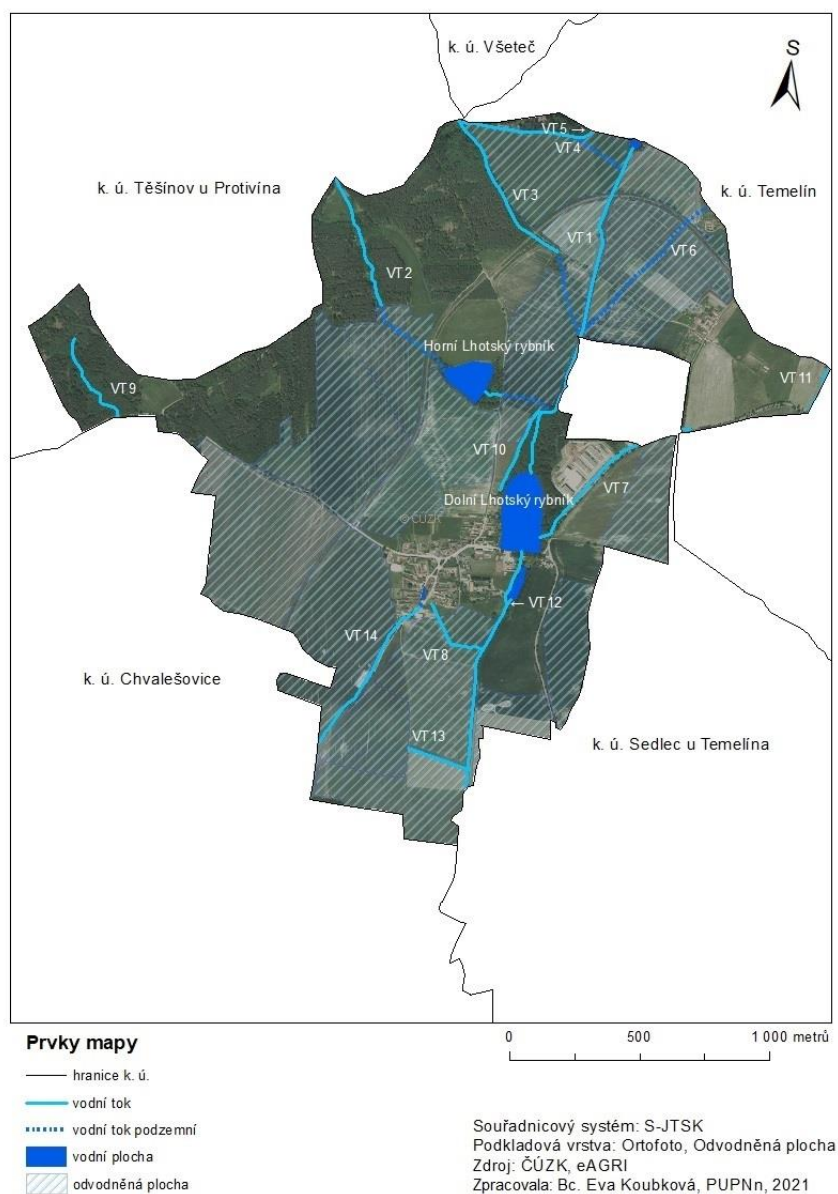 k. ú. Všeteč
S
k. ú. Těšínov u Protivína
k. ú. Temelín
VT5 →
VT4
VT3
VT1
VT6
VT2
Horní Lhotský rybník
VT9
VT11
VT10
VT7
Dolní Lhotský rybník
©ČÚZK
← VT12
VT14
VT8
k. ú. Chvalešovice
VT13
k. ú. Sedlec u Temelína
Prvky mapy
hranice k. ú.
vodní tok
vodní tok podzemní
vodní plocha
odvodněná plocha
0 500 1 000 metrů
Souřadnicový systém: S-JTSK
Podkladová vrstva: Ortofoto, Odvodněná plocha
Zdroj: ČÚZK, eAGRI
Zpracovala: Bc. Eva Koubková, PUPNn, 2021